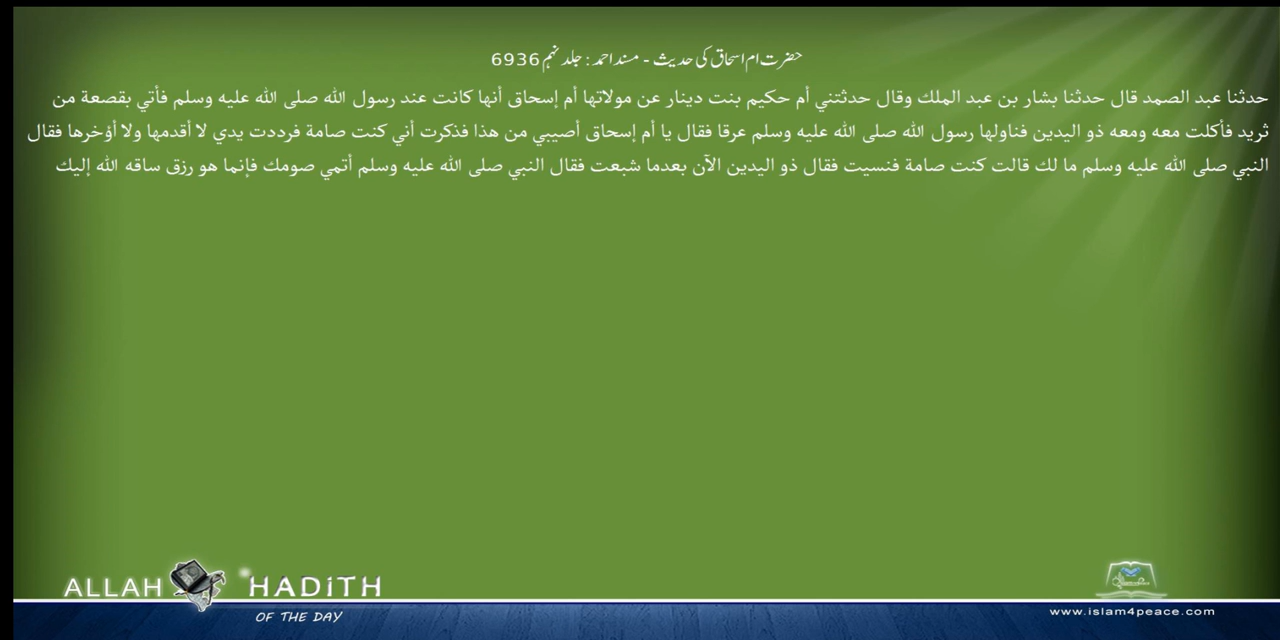 حضرت ام اسحاق کی حدیث - مسند احمد : جلد نہم 6936
حدثنا عبد الصمد قال حدثنا بشار بن عبد الملك وقال حدثتني أم حكيم بنت دينار عن مولاتها أم إسحاق أنها كانت عند رسول الله صلى الله عليه وسلم فأتي بقصعة من
ثريد فأكلت معه ومعه ذو اليدين فناولها رسول الله صلى الله عليه وسلم عرقا فقال يا أم إسحاق أصيبي من هذا فذكرت أني كنت صامة فرددت يدي لا أقدمها ولا أؤخرها فقال
النبي صلى الله عليه وسلم ما لك قالت كنت صامة فنسيت فقال ذو اليدين الآن بعدما شبعت فقال النبي صلى الله عليه وسلم أتمي صومك فإنما هو رزق ساقه الله إليك
ALLAH HADITH
OF THE DAY
www.islam4peace.com